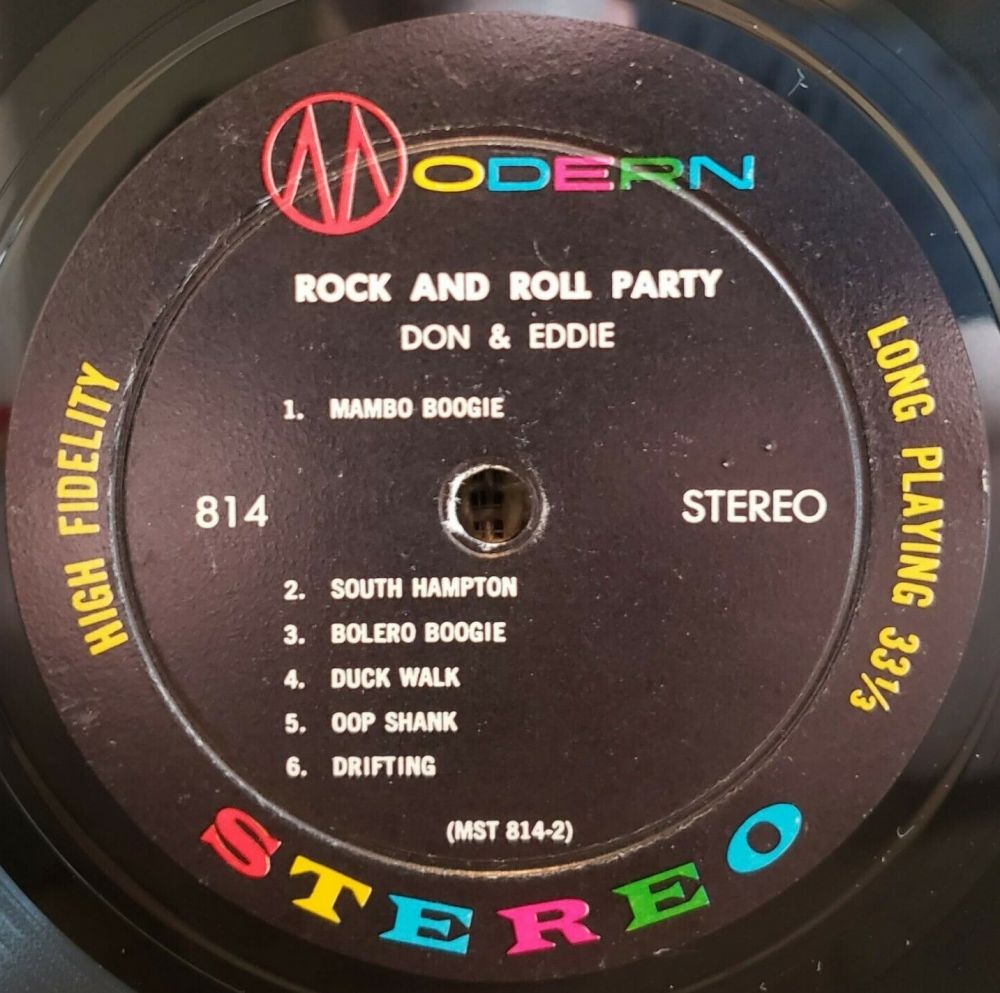 MODERN
ROCK AND ROLL PARTY
DON & EDDIE
1. MAMBO BOOGIE
HIGH FIDELITY
814
STEREO
LONG PLAYING 33⅓
2. SOUTH HAMPTON
3. BOLERO BOOGIE
4. DUCK WALK
5. OOP SHANK
6. DRIFTING
(MST 814-2)
STEREO